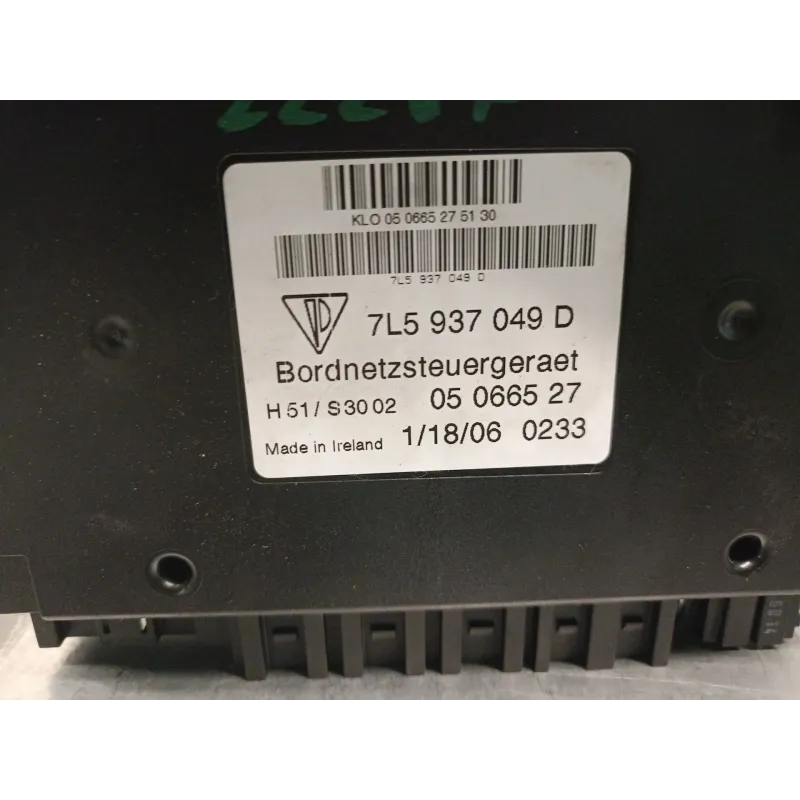 KLO 05 0665 27 51 30
7L5 937 049 D
7L5 937 049 D
Bordnetzsteuergeraet
H 51 / S 30 02 05 0665 27
Made in Ireland 1/18/06 0233